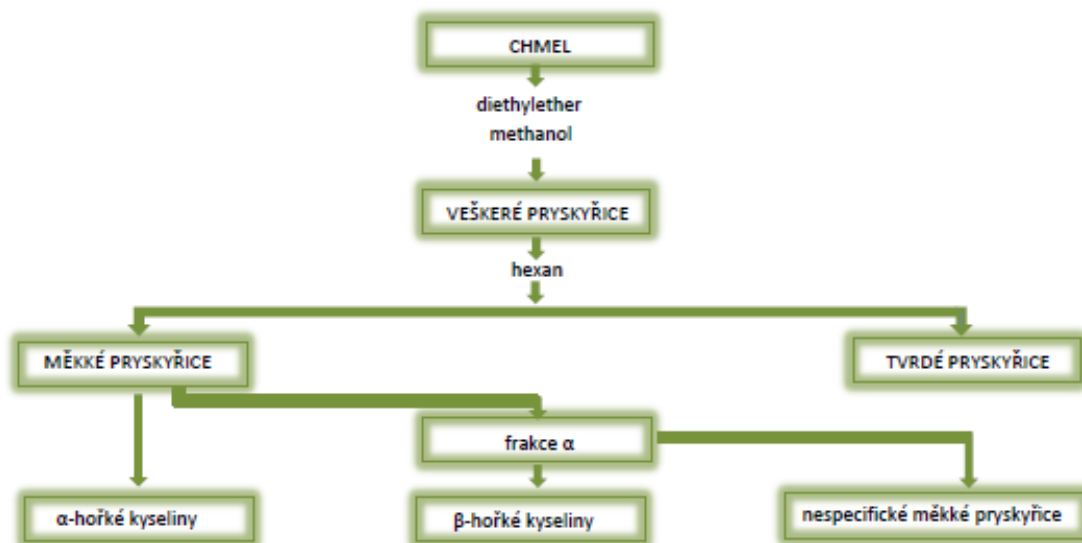 CHMEL
diethylether
methanol
VEŠKERÉ PRYSKYŘICE
hexan
MĚKKÉ PRYSKYŘICE
TVRDÉ PRYSKYŘICE
frakce α
α-hořké kyseliny
β-hořké kyseliny
nespecifické měkké pryskyřice